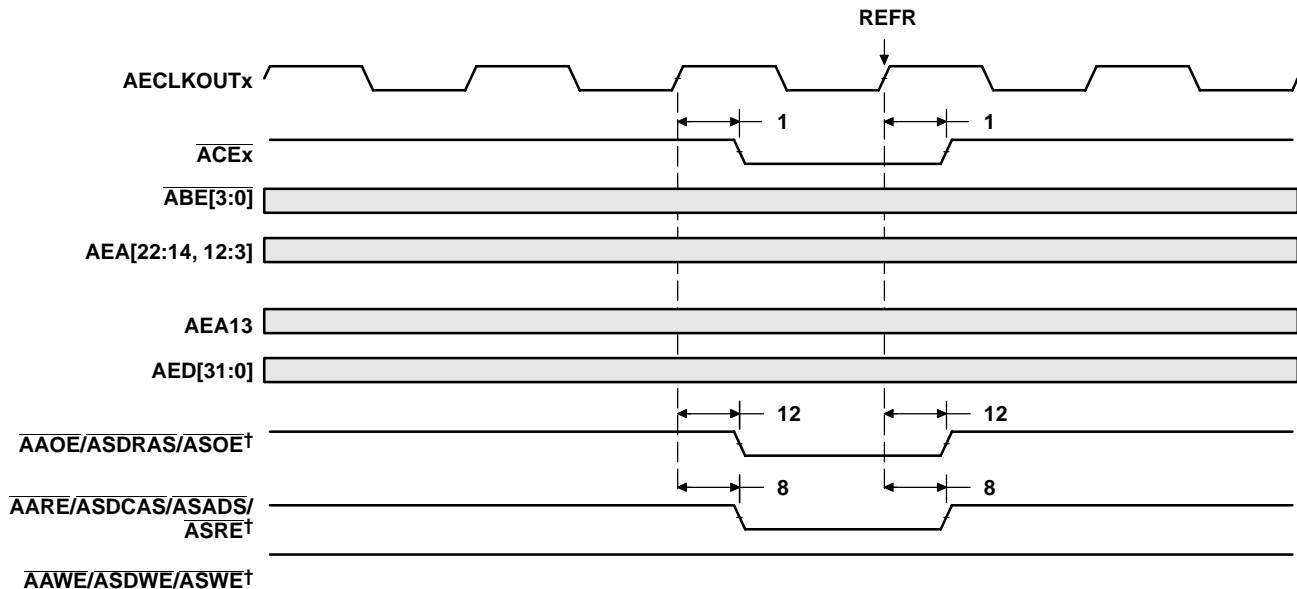 REFR
AECLKOUTx
1 1
ACEx
ABE[3:0]
AEA[22:14, 12:3]
AEA13
AED[31:0]
12 12
AAOE/ASDRAS/ASOE†
8 8
AARE/ASDCAS/ASADS/
ASRE†
AAWE/ASDWE/ASWE†